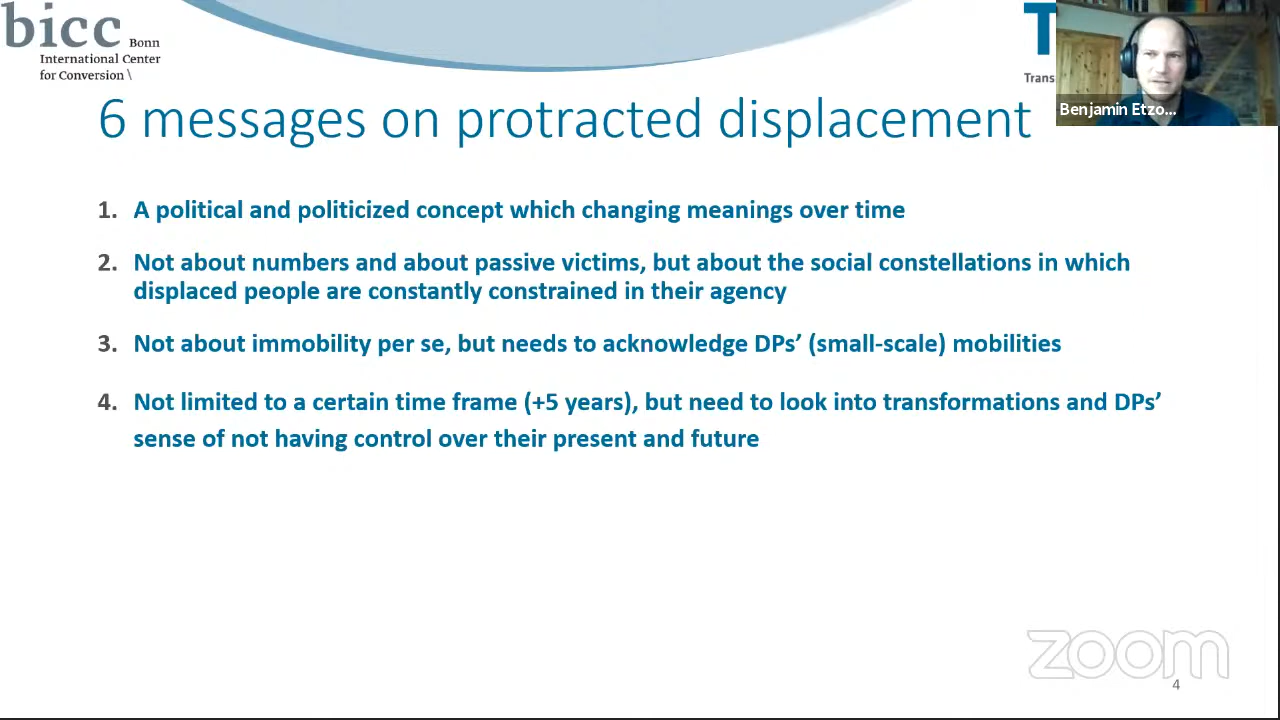 bicc Bonn
International Center
for Conversion \
T
Trans
Benjamin Etzo...
6 messages on protracted displacement
1. A political and politicized concept which changing meanings over time
2. Not about numbers and about passive victims, but about the social constellations in which
displaced people are constantly constrained in their agency
3. Not about immobility per se, but needs to acknowledge DPs’ (small-scale) mobilities
4. Not limited to a certain time frame (+5 years), but need to look into transformations and DPs’
sense of not having control over their present and future
zoom
4